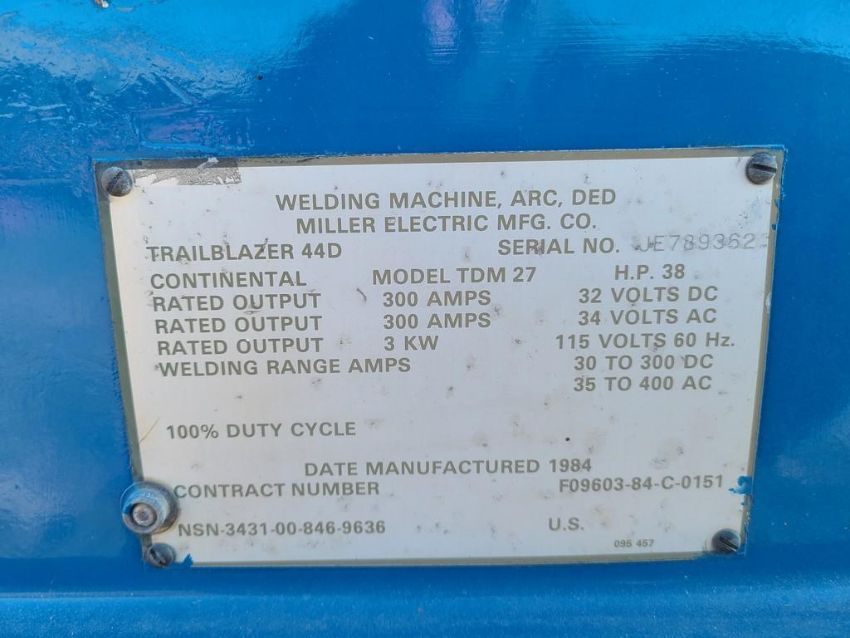 WELDING MACHINE, ARC, DED
MILLER ELECTRIC MFG. CO.
TRAILBLAZER 44D SERIAL NO. JE789362
CONTINENTAL MODEL TDM 27 H.P. 38
RATED OUTPUT 300 AMPS 32 VOLTS DC
RATED OUTPUT 300 AMPS 34 VOLTS AC
RATED OUTPUT 3 KW 115 VOLTS 60 Hz.
WELDING RANGE AMPS 30 TO 300 DC
35 TO 400 AC
100% DUTY CYCLE
DATE MANUFACTURED 1984
CONTRACT NUMBER F09603-84-C-0151
NSN-3431-00-846-9636 U.S.
095 457